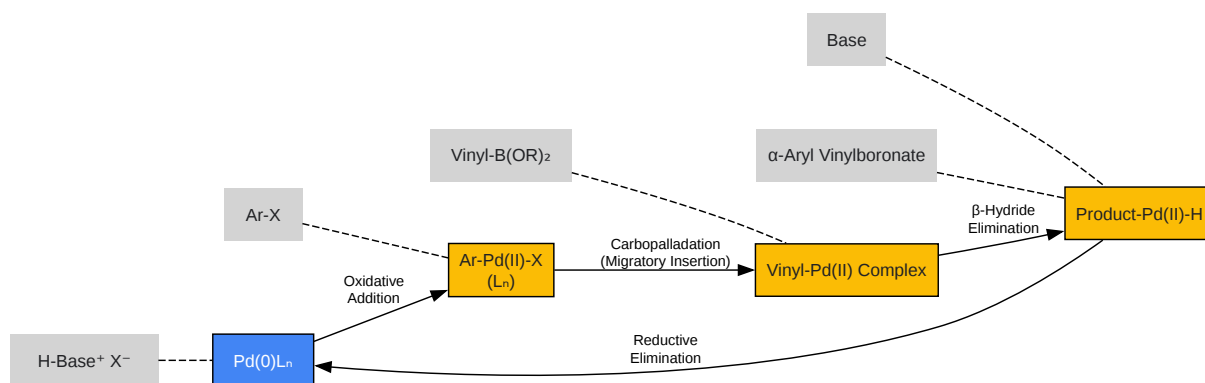 Base
Vinyl-B(OR)₂
α-Aryl Vinylboronate
Ar-X
β-Hydride
Elimination
Product-Pd(II)-H
Carbopalladation
(Migratory Insertion)
Ar-Pd(II)-X
(Lₙ)
Vinyl-Pd(II) Complex
Oxidative
Addition
Reductive
Elimination
H-Base⁺ X⁻
Pd(0)Lₙ